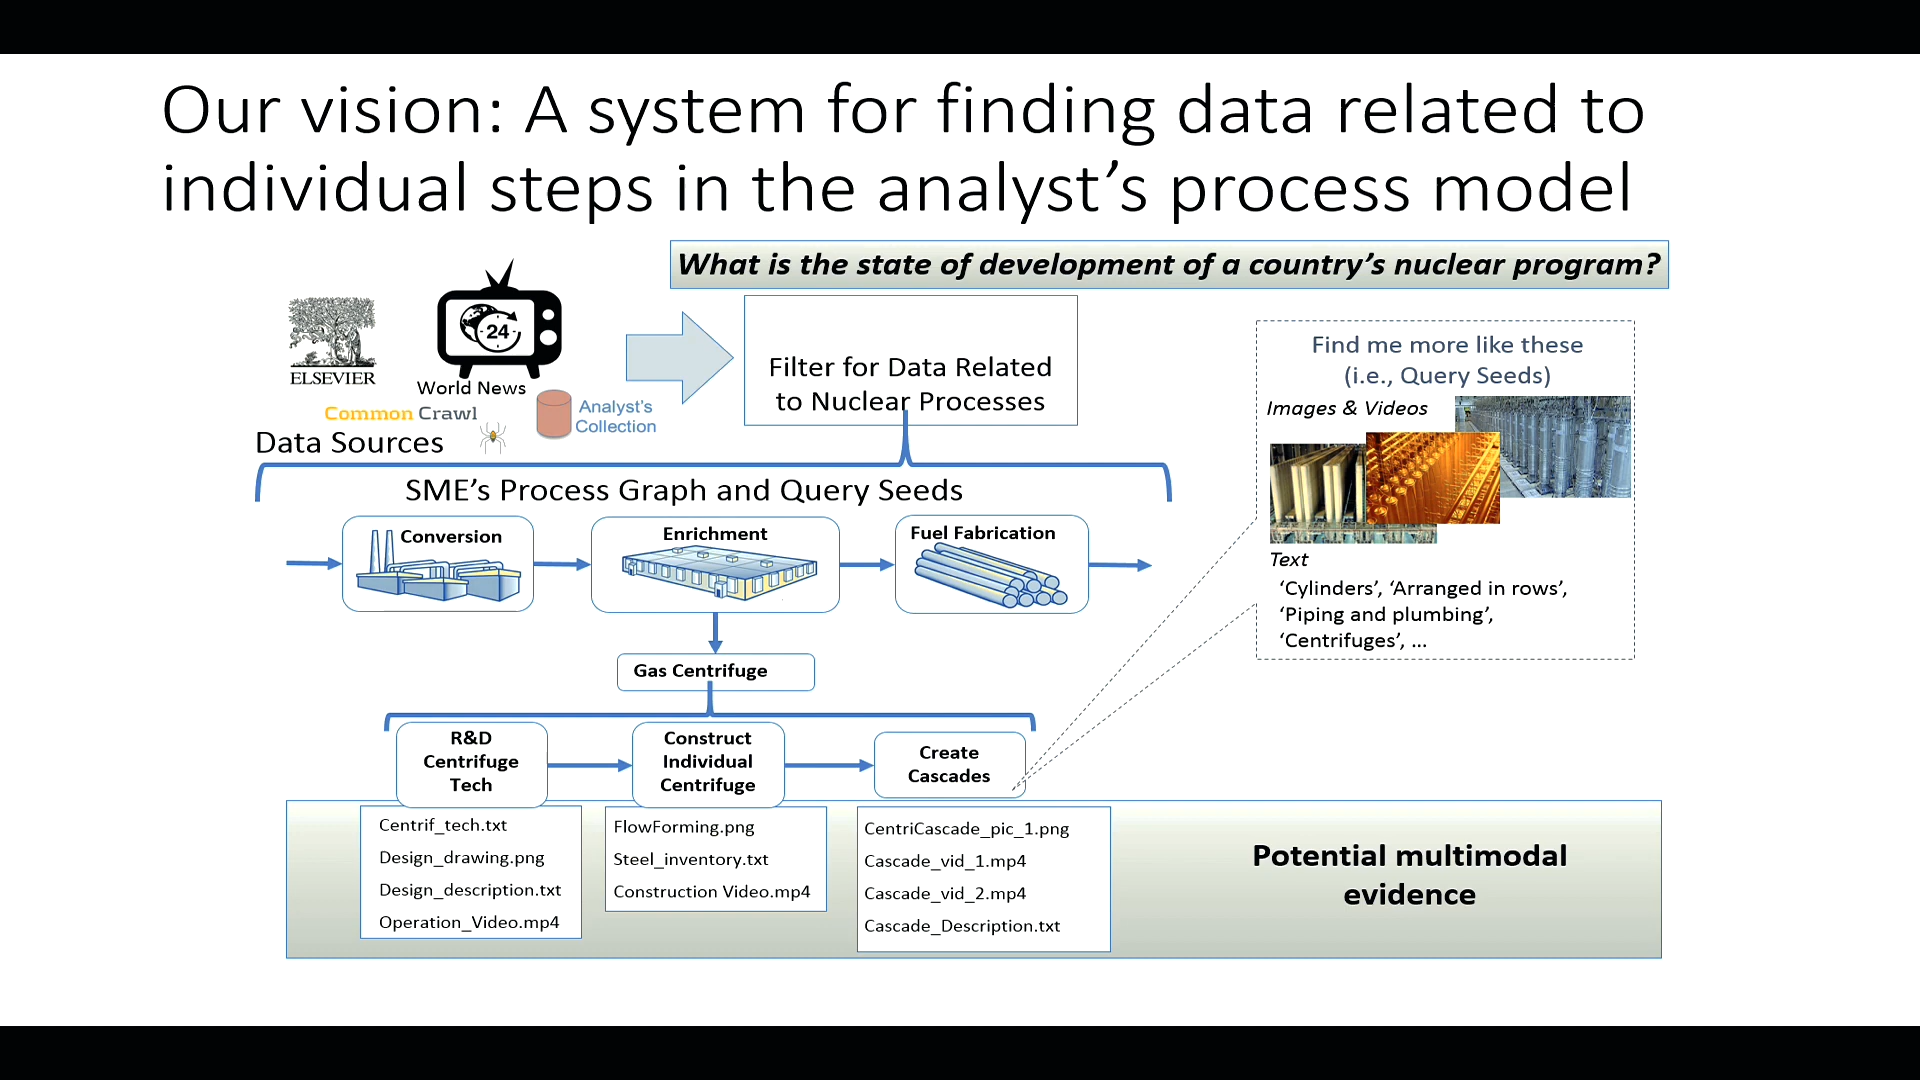 Our vision: A system for finding data related to
individual steps in the analyst's process model
What is the state of development of a country's nuclear program?
ELSEVIER
24
World News
Common Crawl
Analyst's
Collection
Data Sources
Filter for Data Related
to Nuclear Processes
Find me more like these
(i.e., Query Seeds)
Images & Videos
Text
‘Cylinders’, ‘Arranged in rows’,
‘Piping and plumbing’,
‘Centrifuges’, ...
SME's Process Graph and Query Seeds
Conversion
Enrichment
Fuel Fabrication
Gas Centrifuge
R&D
Centrifuge
Tech
Construct
Individual
Centrifuge
Create
Cascades
Centrif_tech.txt
Design_drawing.png
Design_description.txt
Operation_Video.mp4
FlowForming.png
Steel_inventory.txt
Construction Video.mp4
CentriCascade_pic_1.png
Cascade_vid_1.mp4
Cascade_vid_2.mp4
Cascade_Description.txt
Potential multimodal
evidence